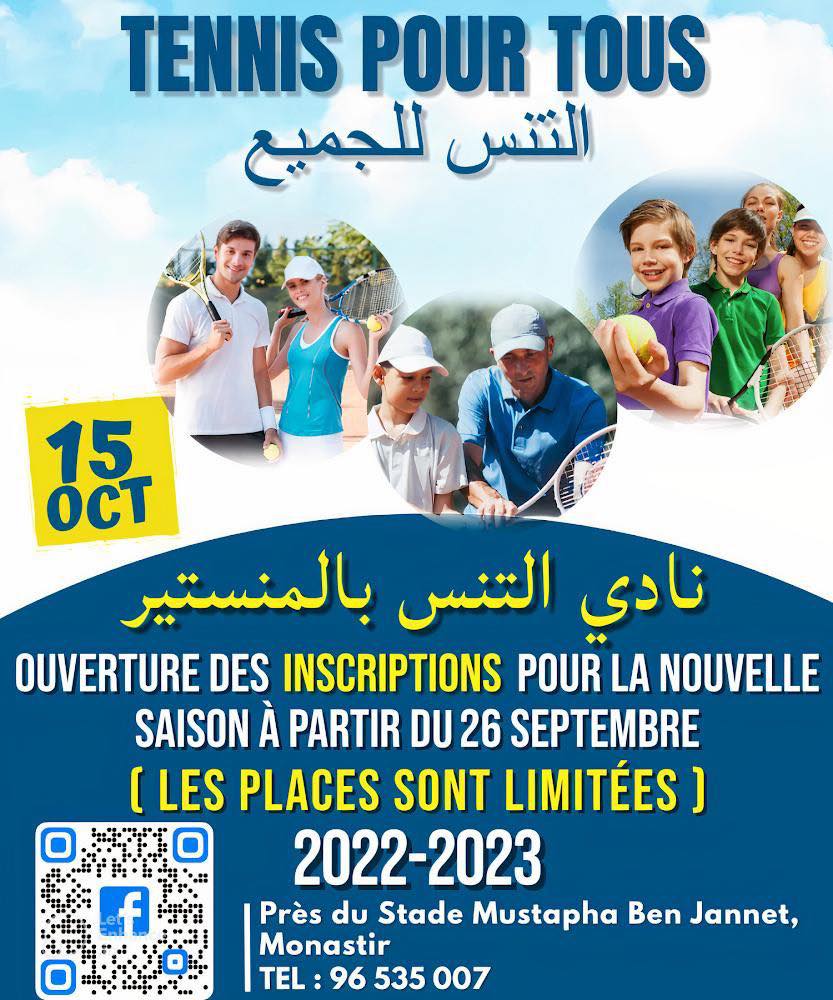 TENNIS POUR TOUS
التنس للجميع
15
OCT
نادي التنس بالمنستير
OUVERTURE DES INSCRIPTIONS POUR LA NOUVELLE
SAISON À PARTIR DU 26 SEPTEMBRE
( LES PLACES SONT LIMITÉES )
2022-2023
Près du Stade Mustapha Ben Jannet,
Monastir
TEL : 96 535 007